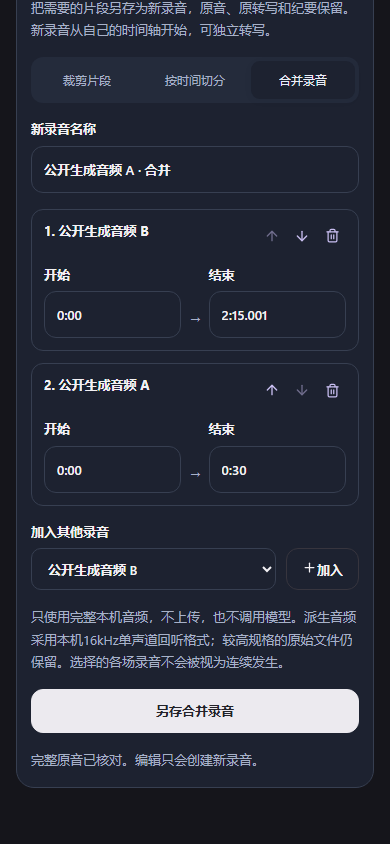 把需要的片段另存为新录音，原音、原转写和纪要保留。
新录音从自己的时间轴开始，可独立转写。
裁剪片段 按时间切分 合并录音
新录音名称
公开生成音频 A · 合并
1. 公开生成音频 B
开始 结束
0:00 → 2:15.001
2. 公开生成音频 A
开始 结束
0:00 → 0:30
加入其他录音
公开生成音频 B
+ 加入
只使用完整本机音频，不上传，也不调用模型。派生音频
采用本机16kHz单声道回听格式；较高规格的原始文件仍
保留。选择的各场录音不会被视为连续发生。
另存合并录音
完整原音已核对。编辑只会创建新录音。